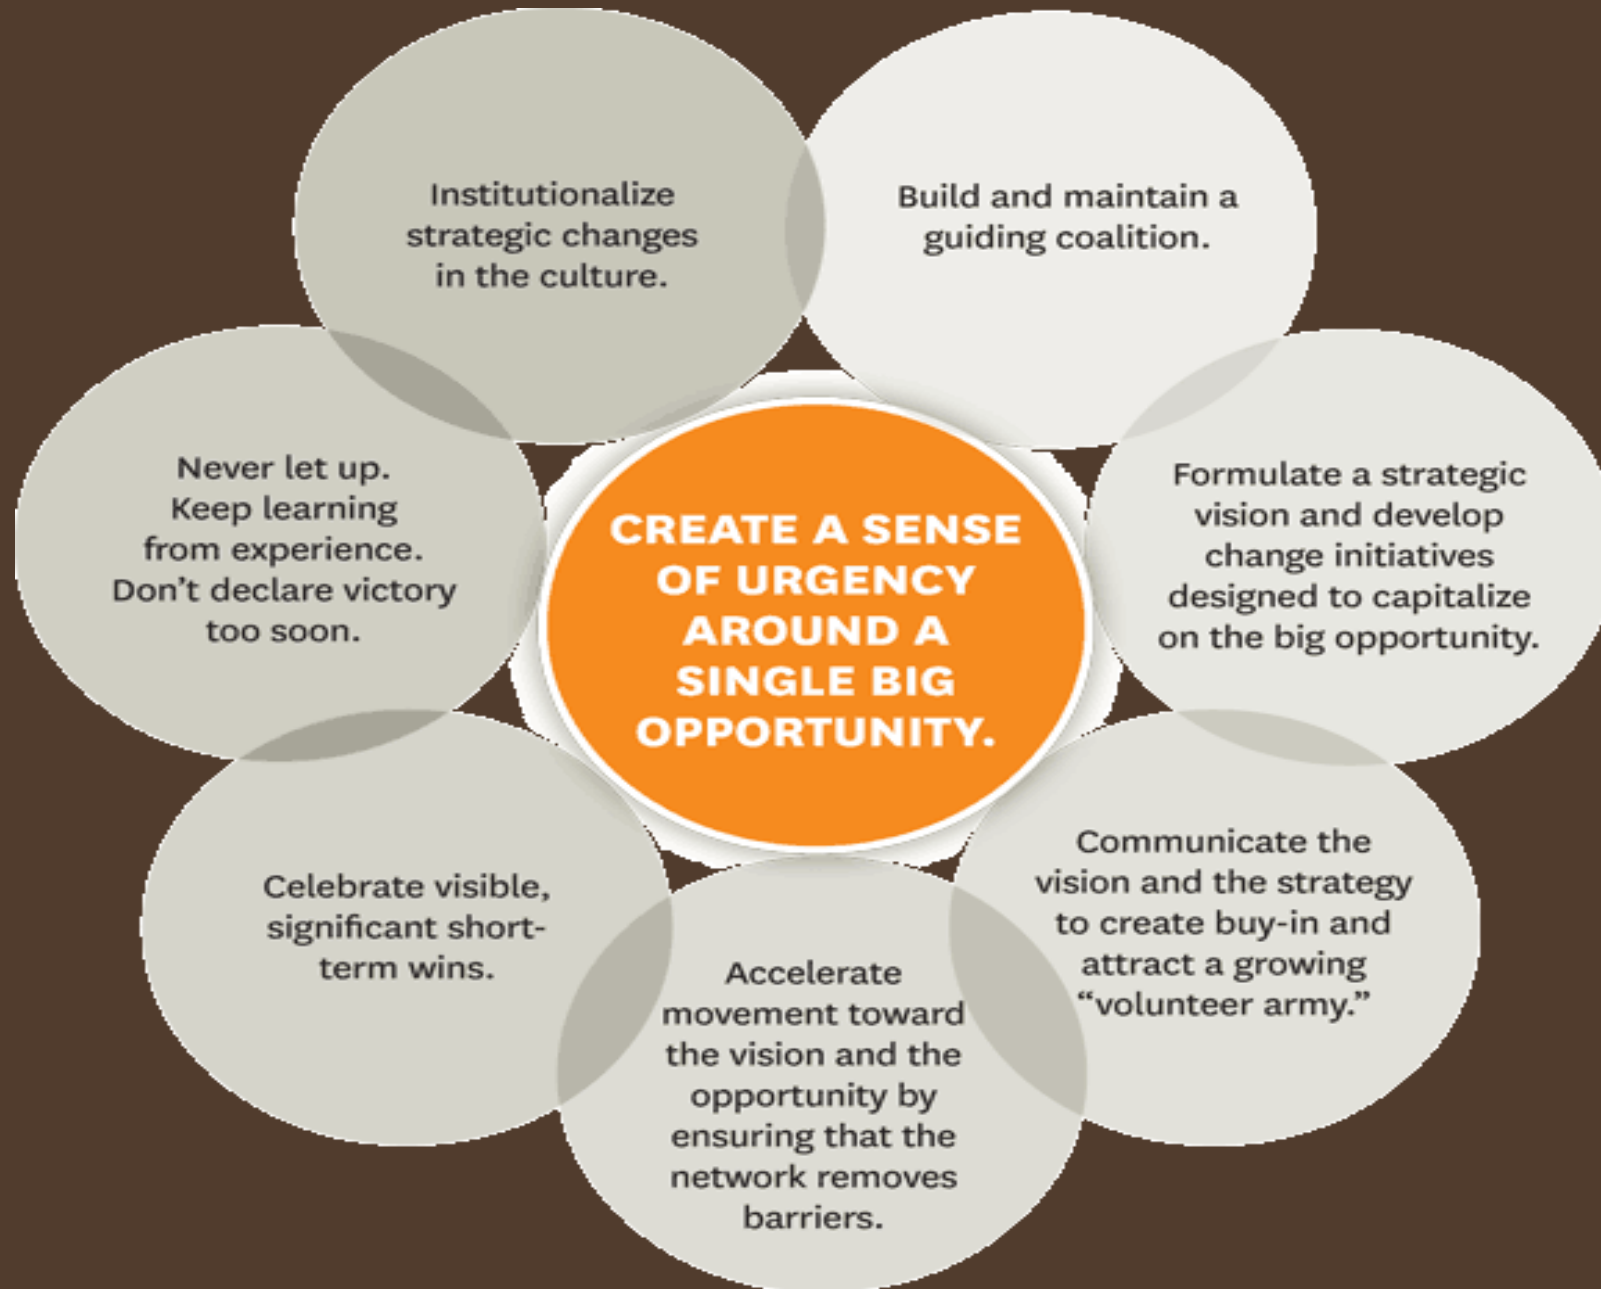 CREATE A SENSE
OF URGENCY
AROUND A
SINGLE BIG
OPPORTUNITY.
Build and maintain a
guiding coalition.
Formulate a strategic
vision and develop
change initiatives
designed to capitalize
on the big opportunity.
Communicate the
vision and the strategy
to create buy-in and
attract a growing
“volunteer army.”
Accelerate
movement toward
the vision and the
opportunity by
ensuring that the
network removes
barriers.
Celebrate visible,
significant short-
term wins.
Never let up.
Keep learning
from experience.
Don’t declare victory
too soon.
Institutionalize
strategic changes
in the culture.